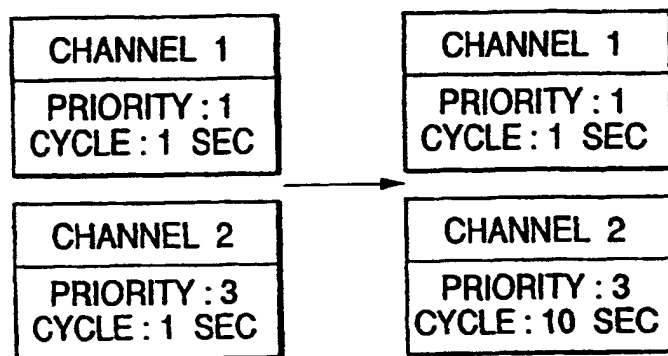 CHANNEL 1
PRIORITY : 1
CYCLE : 1 SEC
CHANNEL 2
PRIORITY : 3
CYCLE : 1 SEC
CHANNEL 1
PRIORITY : 1
CYCLE : 1 SEC
CHANNEL 2
PRIORITY : 3
CYCLE : 10 SEC